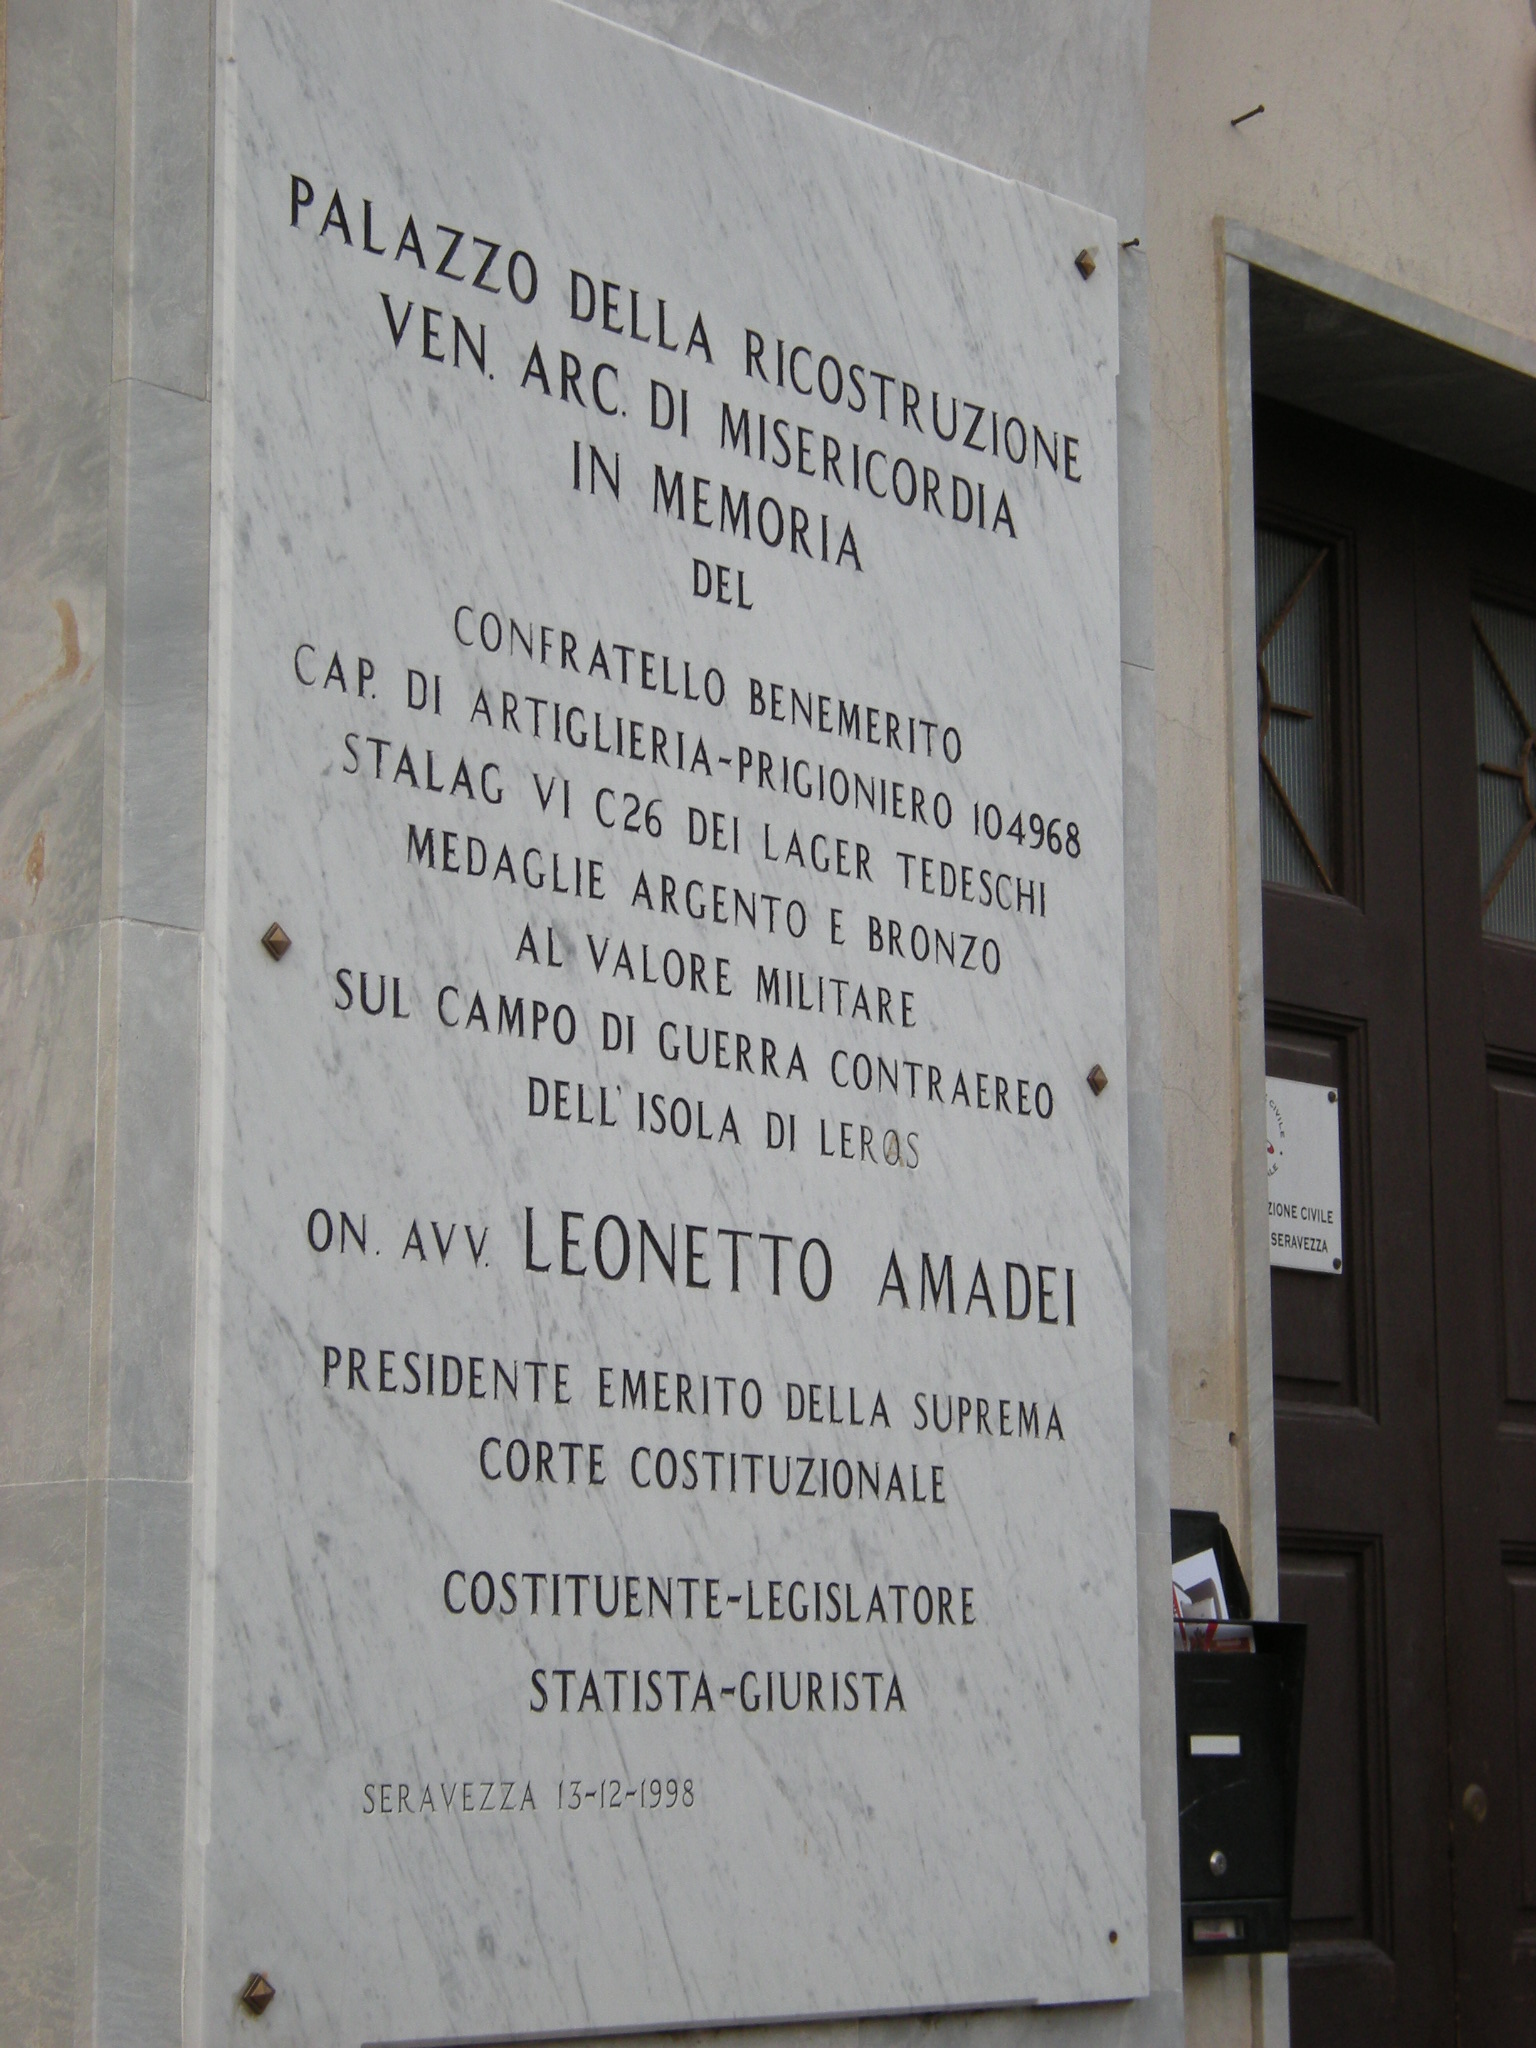 PALAZZO DELLA RICOSTRUZIONE
VEN. ARC. DI MISERICORDIA
IN MEMORIA
DEL
CONFRATELLO BENEMERITO
CAP. DI ARTIGLIERIA-PRIGIONIERO 104968
STALAG VI C26 DEI LAGER TEDESCHI
MEDAGLIE ARGENTO E BRONZO
AL VALORE MILITARE
SUL CAMPO DI GUERRA CONTRAEREO
DELL'ISOLA DI LEROS
ON. AVV. LEONETTO AMADEI
PRESIDENTE EMERITO DELLA SUPREMA
CORTE COSTITUZIONALE
COSTITUENTE-LEGISLATORE
STATISTA-GIURISTA
SERAVEZZA 13-12-1998
CIVILE
ZIONE CIVILE
SERAVEZZA